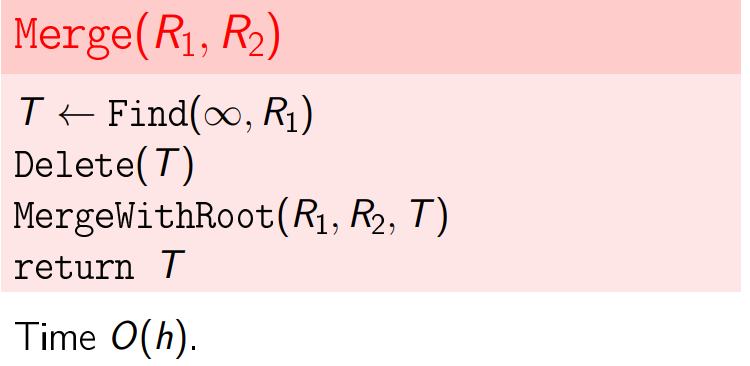 Merge(R₁, R₂)
T ← Find(∞, R₁)
Delete(T)
MergeWithRoot(R₁, R₂, T)
return T
Time O(h).